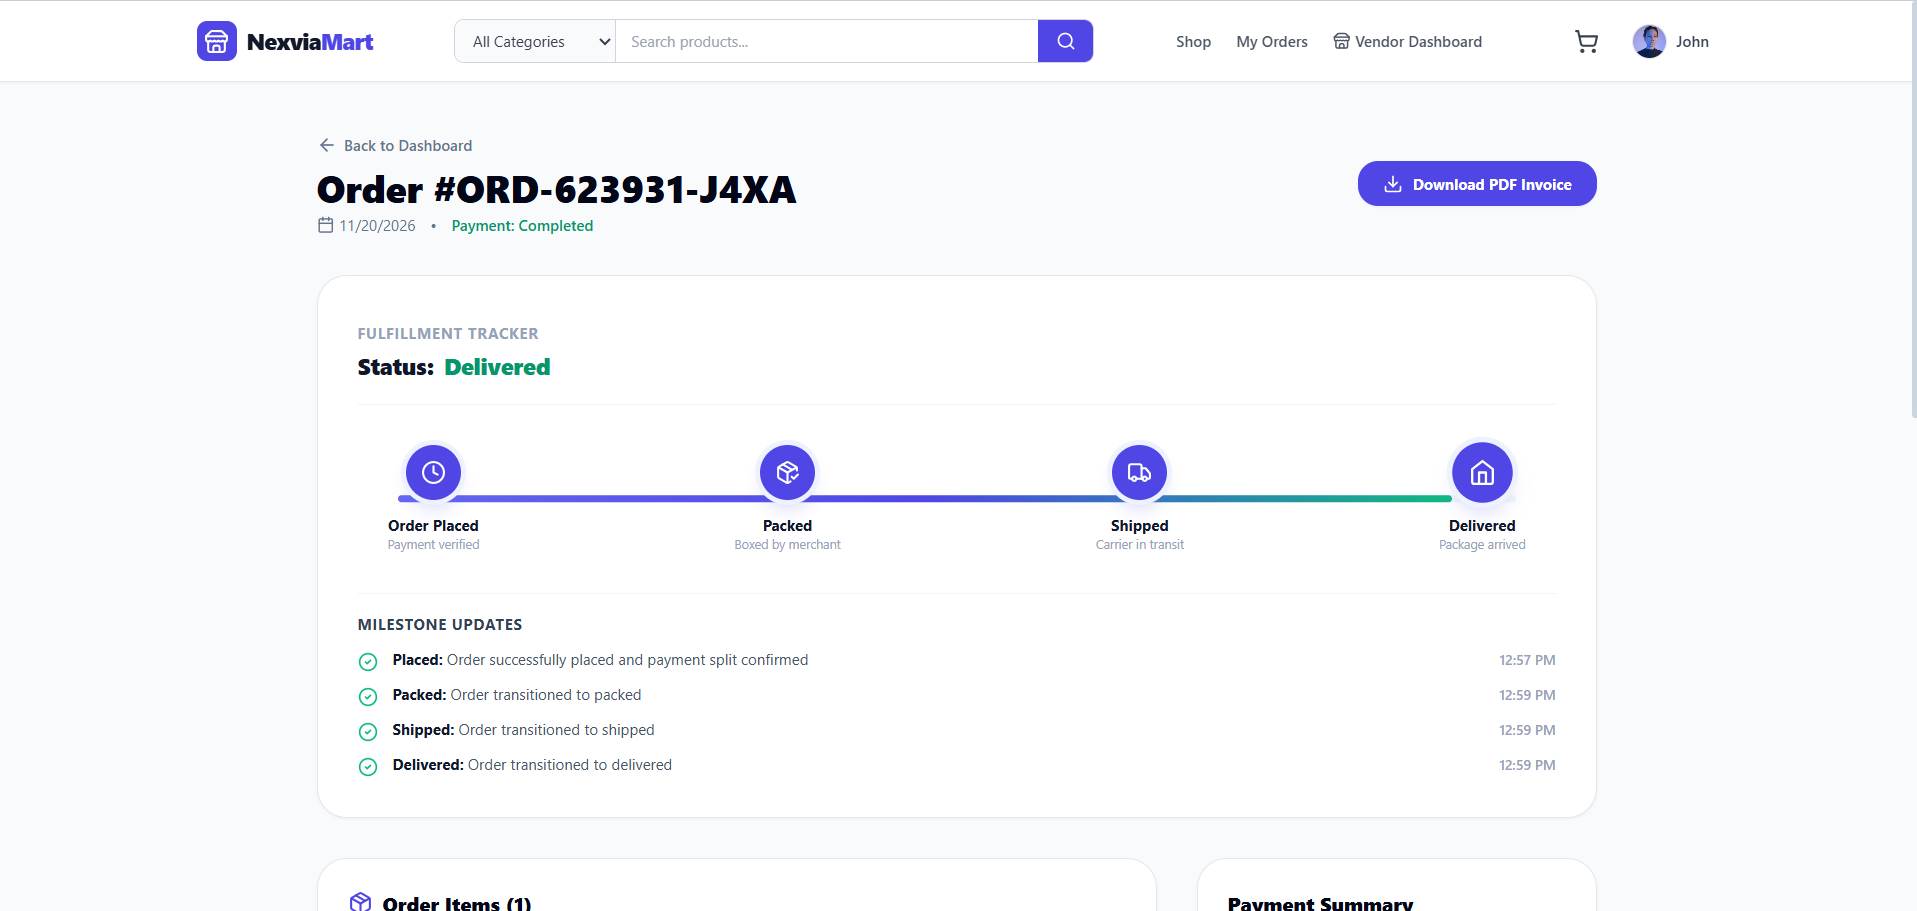 NexviaMart
All Categories
Search products...
Shop
My Orders
Vendor Dashboard
John
Back to Dashboard
Order #ORD-623931-J4XA
11/20/2026 • Payment: Completed
Download PDF Invoice
FULFILLMENT TRACKER
Status: Delivered
Order Placed
Payment verified
Packed
Boxed by merchant
Shipped
Carrier in transit
Delivered
Package arrived
MILESTONE UPDATES
Placed: Order successfully placed and payment split confirmed 12:57 PM
Packed: Order transitioned to packed 12:59 PM
Shipped: Order transitioned to shipped 12:59 PM
Delivered: Order transitioned to delivered 12:59 PM
Order Items (1)
Payment Summary